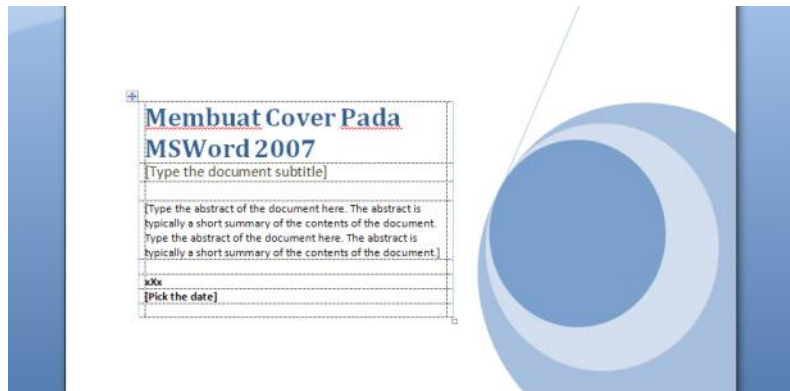 Membuat Cover Pada
MSWord 2007
[Type the document subtitle]
[Type the abstract of the document here. The abstract is
typically a short summary of the contents of the document.
Type the abstract of the document here. The abstract is
typically a short summary of the contents of the document.]
xXx
[Pick the date]